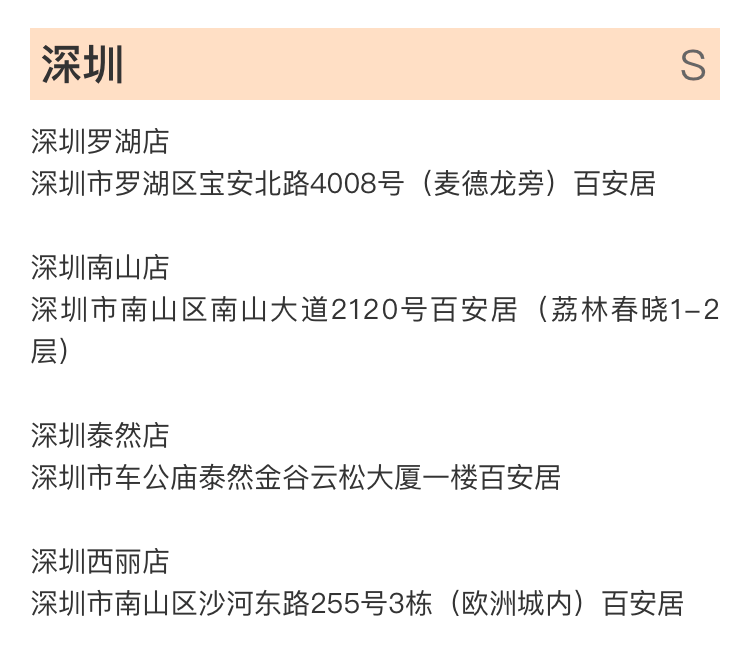 深圳 S
深圳罗湖店
深圳市罗湖区宝安北路4008号（麦德龙旁）百安居
深圳南山店
深圳市南山区南山大道2120号百安居（荔林春晓1-2
层）
深圳泰然店
深圳市车公庙泰然金谷云松大厦一楼百安居
深圳西丽店
深圳市南山区沙河东路255号3栋（欧洲城内）百安居